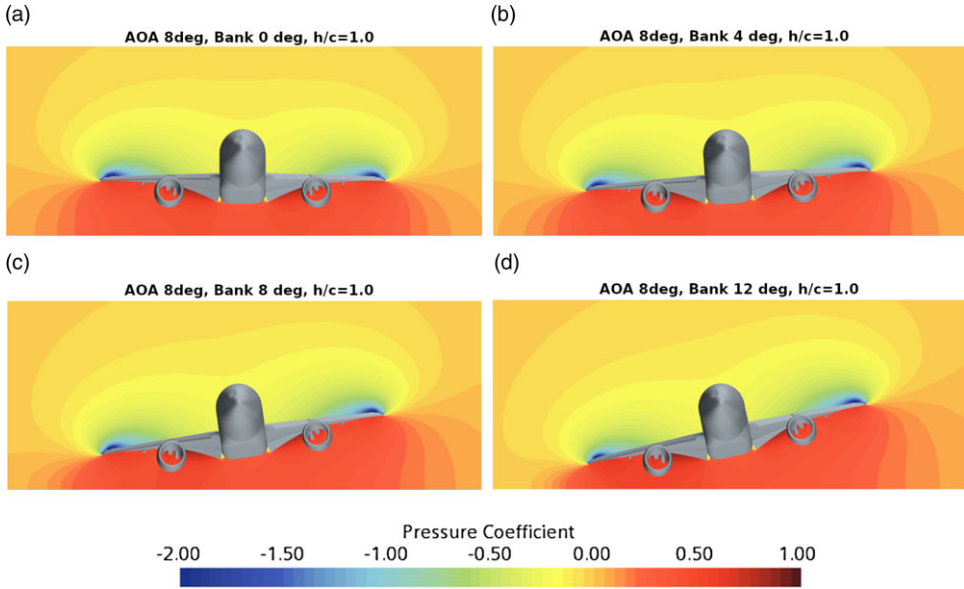 (a)
AOA 8deg, Bank 0 deg, h/c=1.0
(b)
AOA 8deg, Bank 4 deg, h/c=1.0
(c)
AOA 8deg, Bank 8 deg, h/c=1.0
(d)
AOA 8deg, Bank 12 deg, h/c=1.0
Pressure Coefficient
-2.00 -1.50 -1.00 -0.50 0.00 0.50 1.00